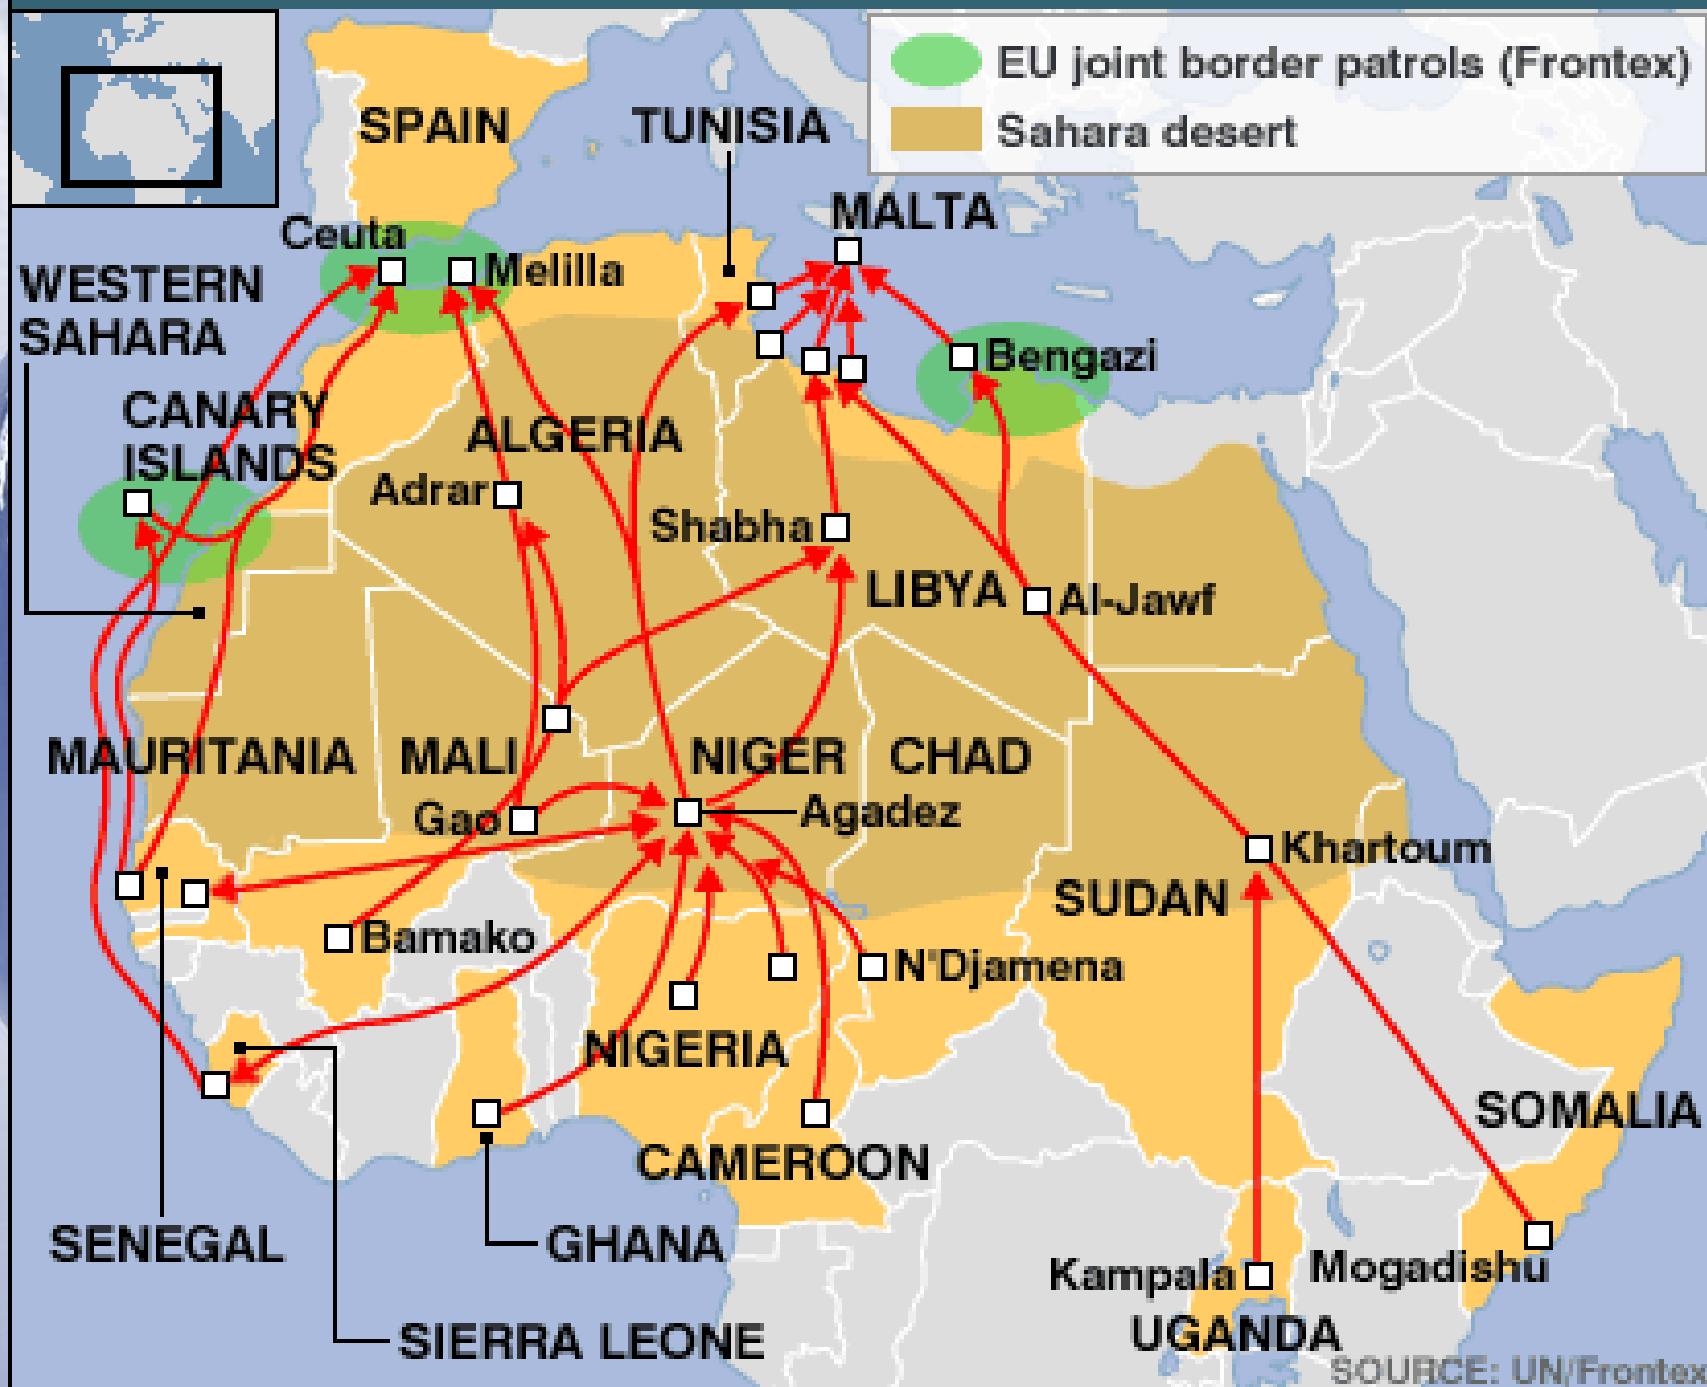 EU joint border patrols (Frontex)
Sahara desert
SPAIN
TUNISIA
MALTA
Ceuta
Melilla
WESTERN
SAHARA
Bengazi
CANARY
ISLANDS
ALGERIA
Adrar
Shabha
LIBYA
Al-Jawf
MAURITANIA
MALI
NIGER
CHAD
Gao
Agadez
Khartoum
SUDAN
Bamako
N'Djamena
NIGERIA
SOMALIA
CAMEROON
SENEGAL
GHANA
Kampala
Mogadishu
UGANDA
SIERRA LEONE
SOURCE: UN/Frontex